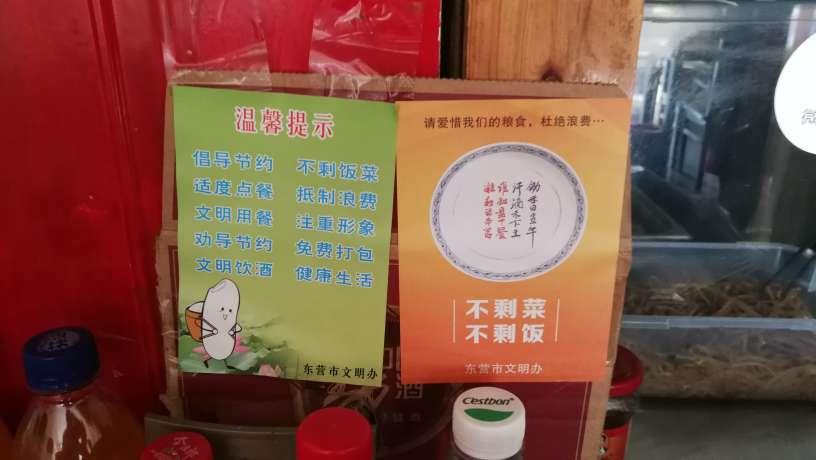 温馨提示
倡导节约 不剩饭菜
适度点餐 抵制浪费
文明用餐 注重形象
劝导节约 免费打包
文明饮酒 健康生活
东营市文明办
请爱惜我们的粮食，杜绝浪费…
锄禾日当午
汗滴禾下土
谁知盘中餐
粒粒皆辛苦
不剩菜
不剩饭
东营市文明办
酒
C'estbon